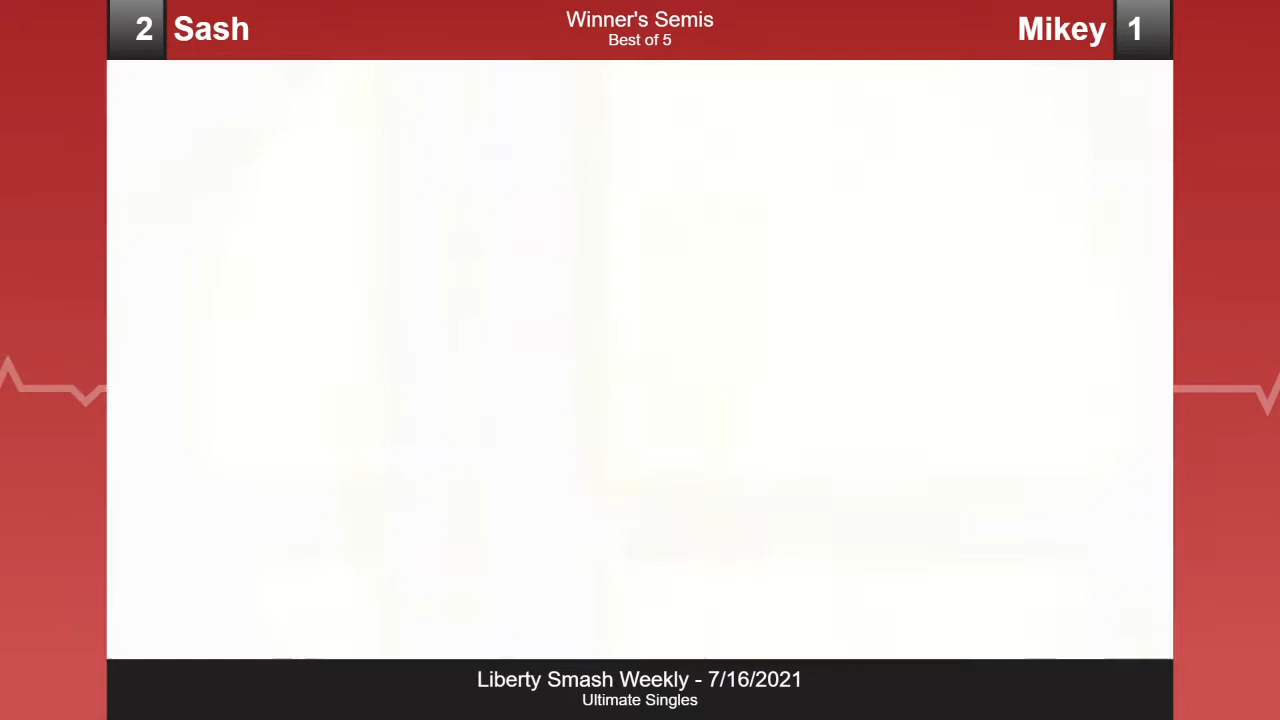 2 Sash
Winner's Semis
Best of 5
Mikey 1
Liberty Smash Weekly - 7/16/2021
Ultimate Singles